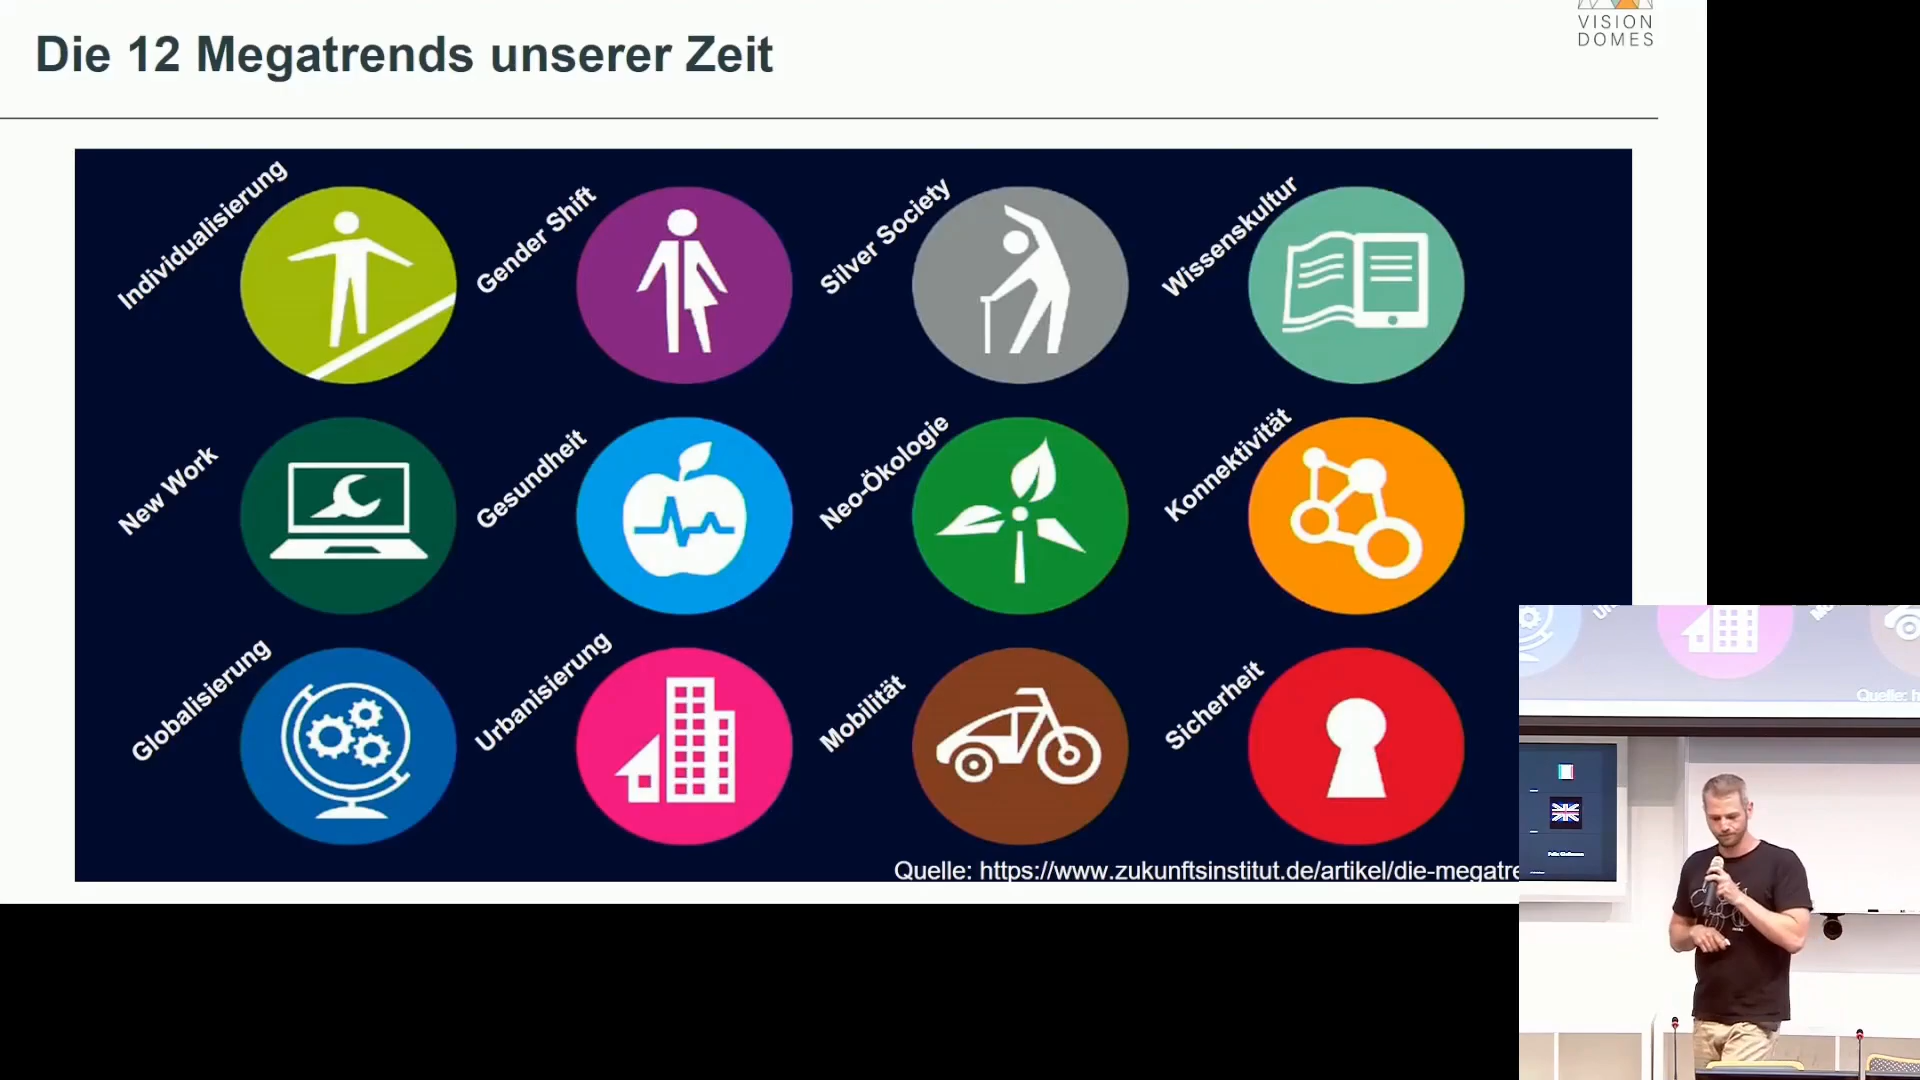 Die 12 Megatrends unserer Zeit
VISION
DOMES
Individualisierung
Gender Shift
Silver Society
Wissenskultur
New Work
Gesundheit
Neo-Ökologie
Konnektivität
Globalisierung
Urbanisierung
Mobilität
Sicherheit
Quelle: https://www.zukunftsinstitut.de/artikel/die-megatre
Quelle: h